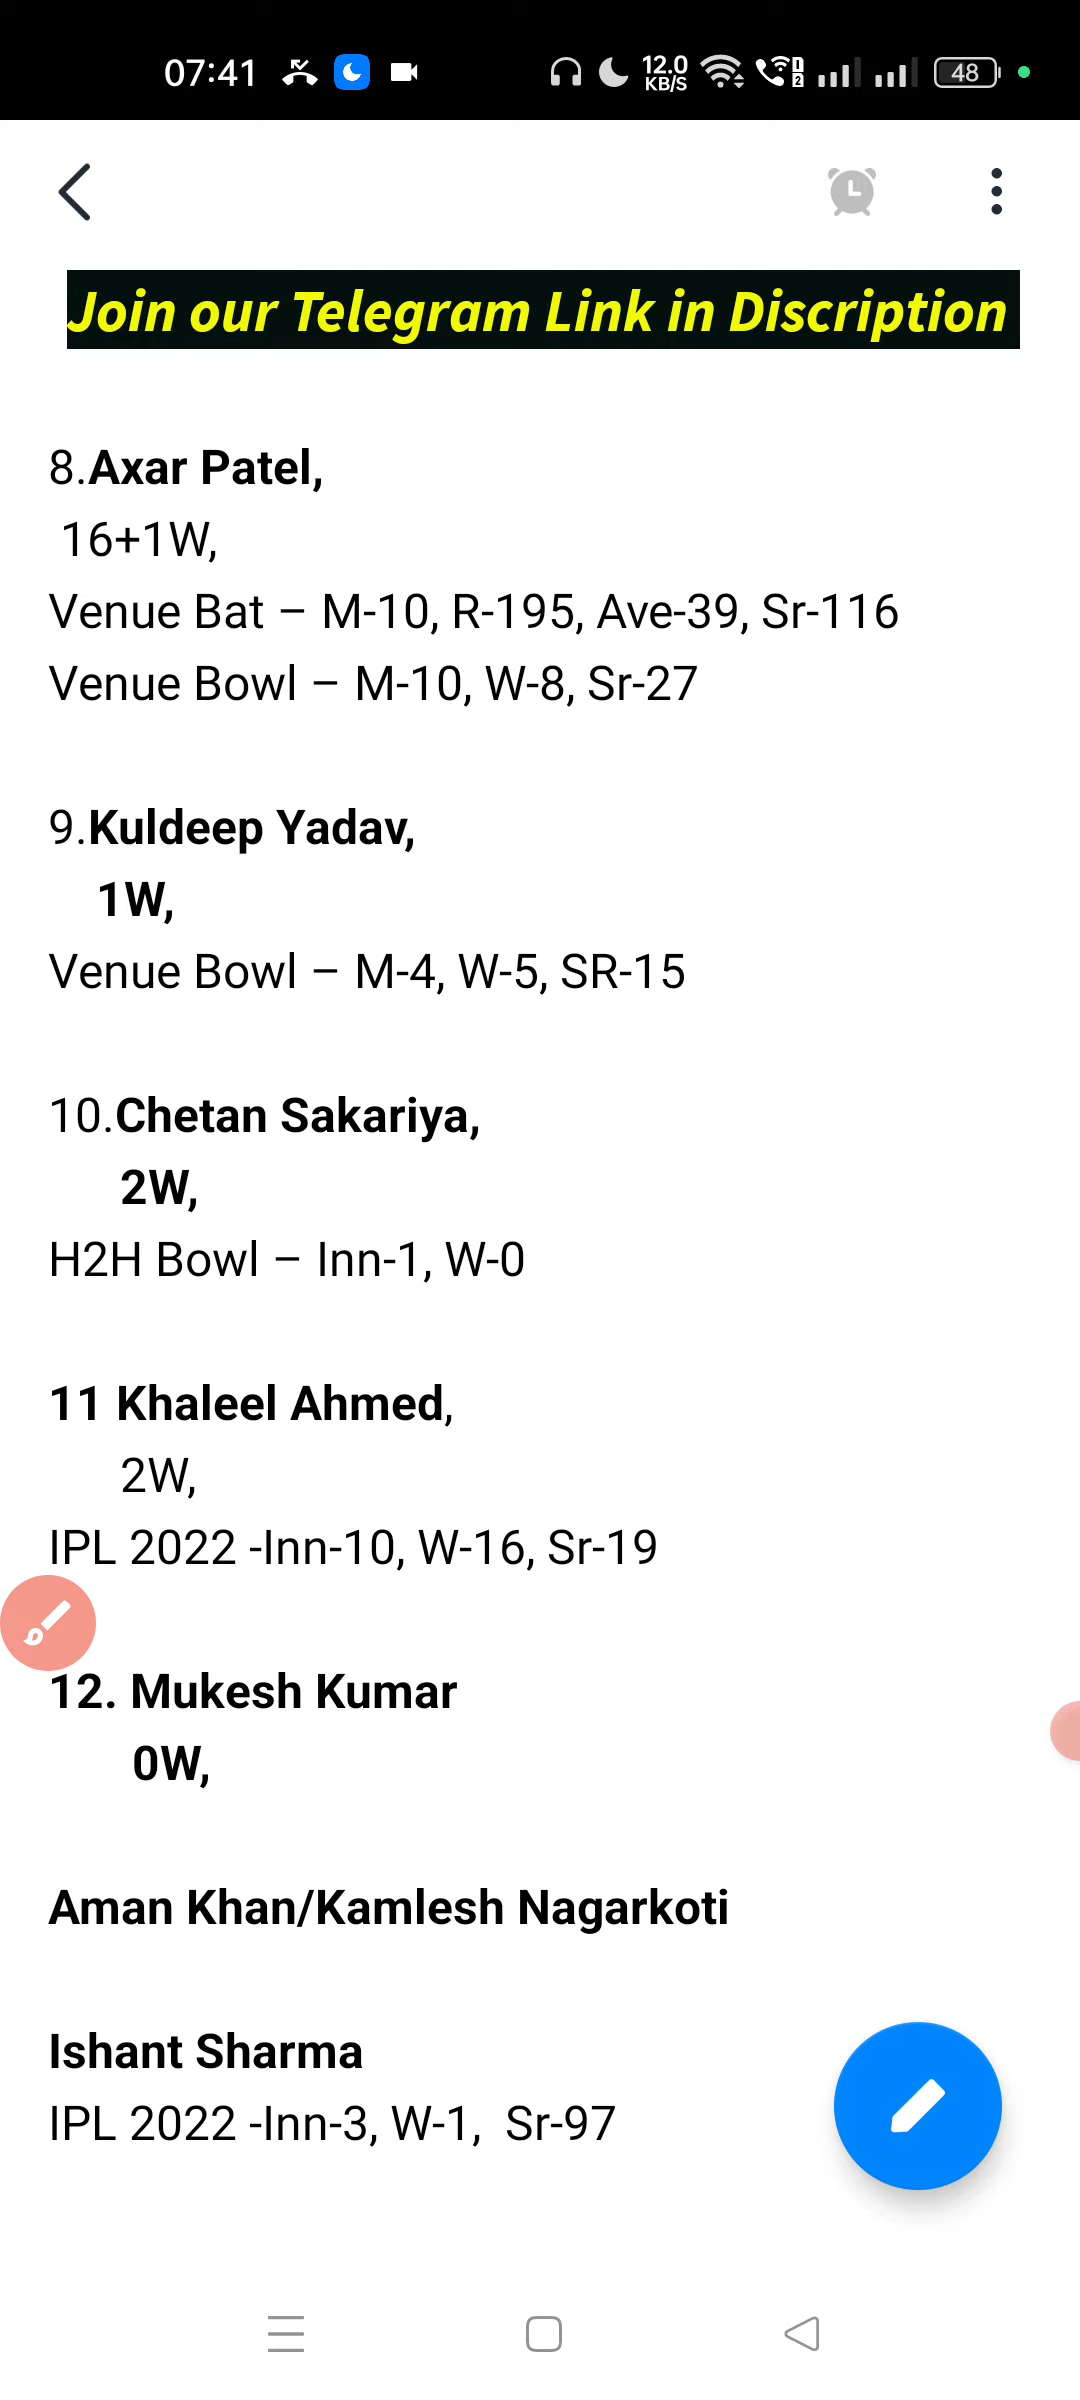 07:41
12.0
KB/S
1
2
48
Join our Telegram Link in Discription
8.Axar Patel,
16+1W,
Venue Bat – M-10, R-195, Ave-39, Sr-116
Venue Bowl – M-10, W-8, Sr-27
9.Kuldeep Yadav,
1W,
Venue Bowl – M-4, W-5, SR-15
10.Chetan Sakariya,
2W,
H2H Bowl – Inn-1, W-0
11 Khaleel Ahmed,
2W,
IPL 2022 -Inn-10, W-16, Sr-19
12. Mukesh Kumar
0W,
Aman Khan/Kamlesh Nagarkoti
Ishant Sharma
IPL 2022 -Inn-3, W-1,  Sr-97